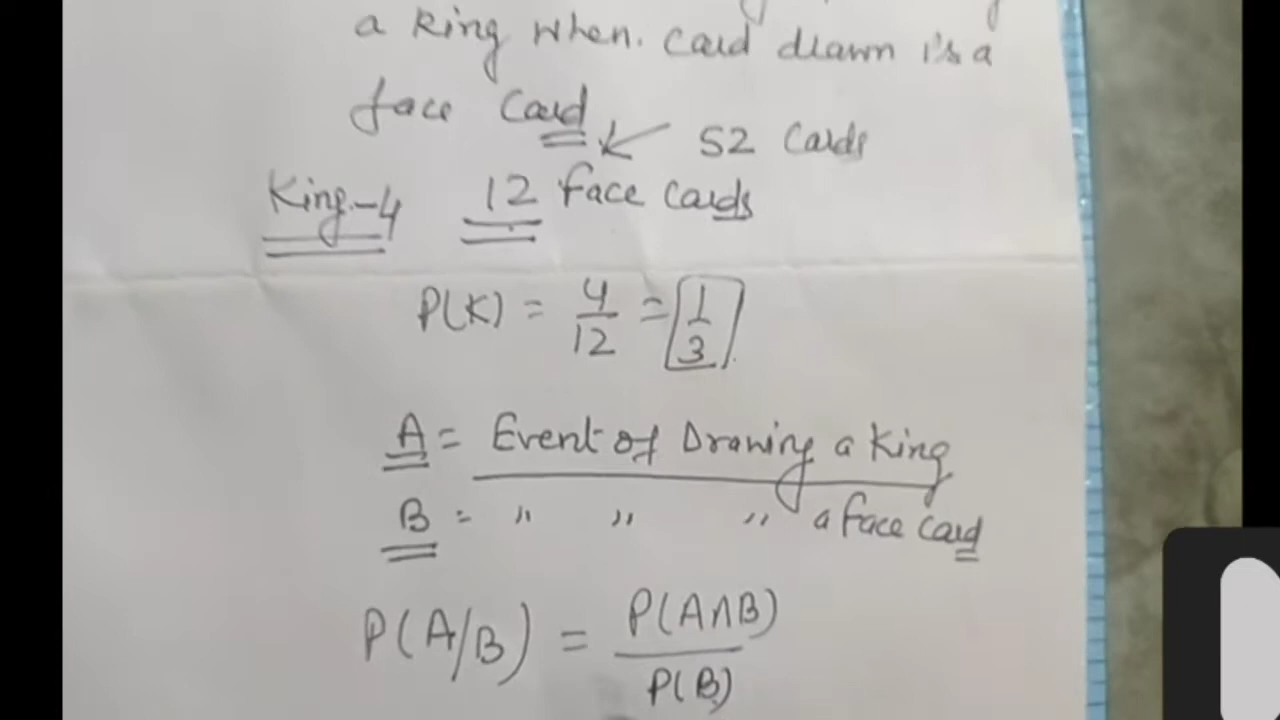 a King when. Card drawn is a
face Card
52 Cards
King-4 12 face cards
P(K) = 4/12 = 1/3
A = Event of Drawing a King
B = " " " a face card
P(A/B) = P(A∩B)/P(B)